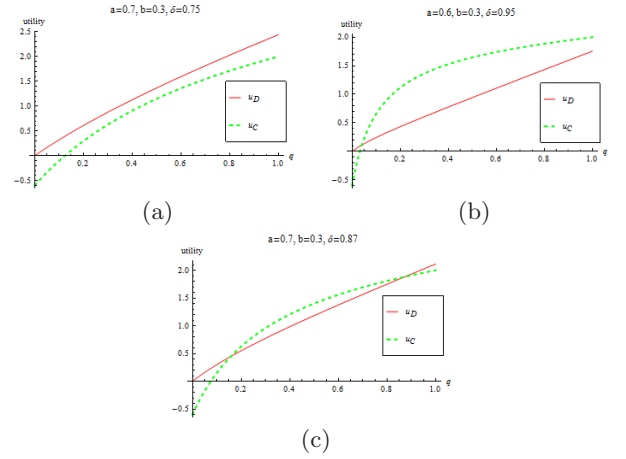 a=0.7, b=0.3, δ=0.75
utility
2.5
2.0
1.5
1.0
0.5
-0.5
0.2 0.4 0.6 0.8 1.0 q
u_D
u_C
(a)
a=0.6, b=0.3, δ=0.95
utility
2.0
1.5
1.0
0.5
-0.5
0.2 0.4 0.6 0.8 1.0 q
u_D
u_C
(b)
a=0.7, b=0.3, δ=0.87
utility
2.0
1.5
1.0
0.5
-0.5
0.2 0.4 0.6 0.8 1.0 q
u_D
u_C
(c)